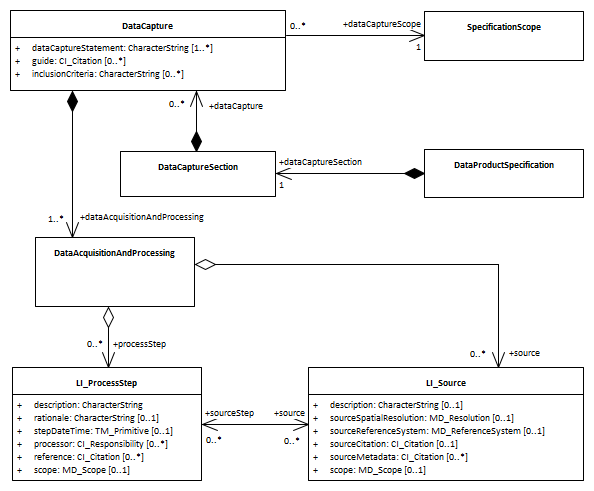 DataCapture
+ dataCaptureStatement: CharacterString [1..*]
+ guide: CI_Citation [0..*]
+ inclusionCriteria: CharacterString [0..*]
0..*
+dataCaptureScope
1
SpecificationScope
0..*
+dataCapture
DataCaptureSection
+dataCaptureSection
1
DataProductSpecification
1..*
+dataAcquisitionAndProcessing
DataAcquisitionAndProcessing
0..*
+processStep
0..*
+source
LI_ProcessStep
+ description: CharacterString
+ rationale: CharacterString [0..1]
+ stepDateTime: TM_Primitive [0..1]
+ processor: CI_Responsibility [0..*]
+ reference: CI_Citation [0..*]
+ scope: MD_Scope [0..1]
+sourceStep
+source
0..*
0..*
LI_Source
+ description: CharacterString [0..1]
+ sourceSpatialResolution: MD_Resolution [0..1]
+ sourceReferenceSystem: MD_ReferenceSystem [0..1]
+ sourceCitation: CI_Citation [0..1]
+ sourceMetadata: CI_Citation [0..*]
+ scope: MD_Scope [0..1]